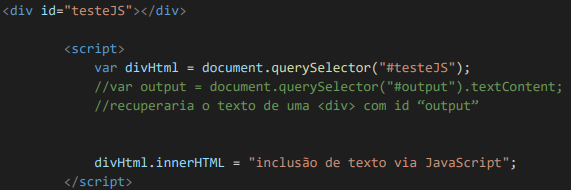 <div id="testeJS"></div>
<script>
var divHtml = document.querySelector("#testeJS");
//var output = document.querySelector("#output").textContent;
//recuperaria o texto de uma <div> com id “output”
divHtml.innerHTML = "inclusão de texto via JavaScript";
</script>